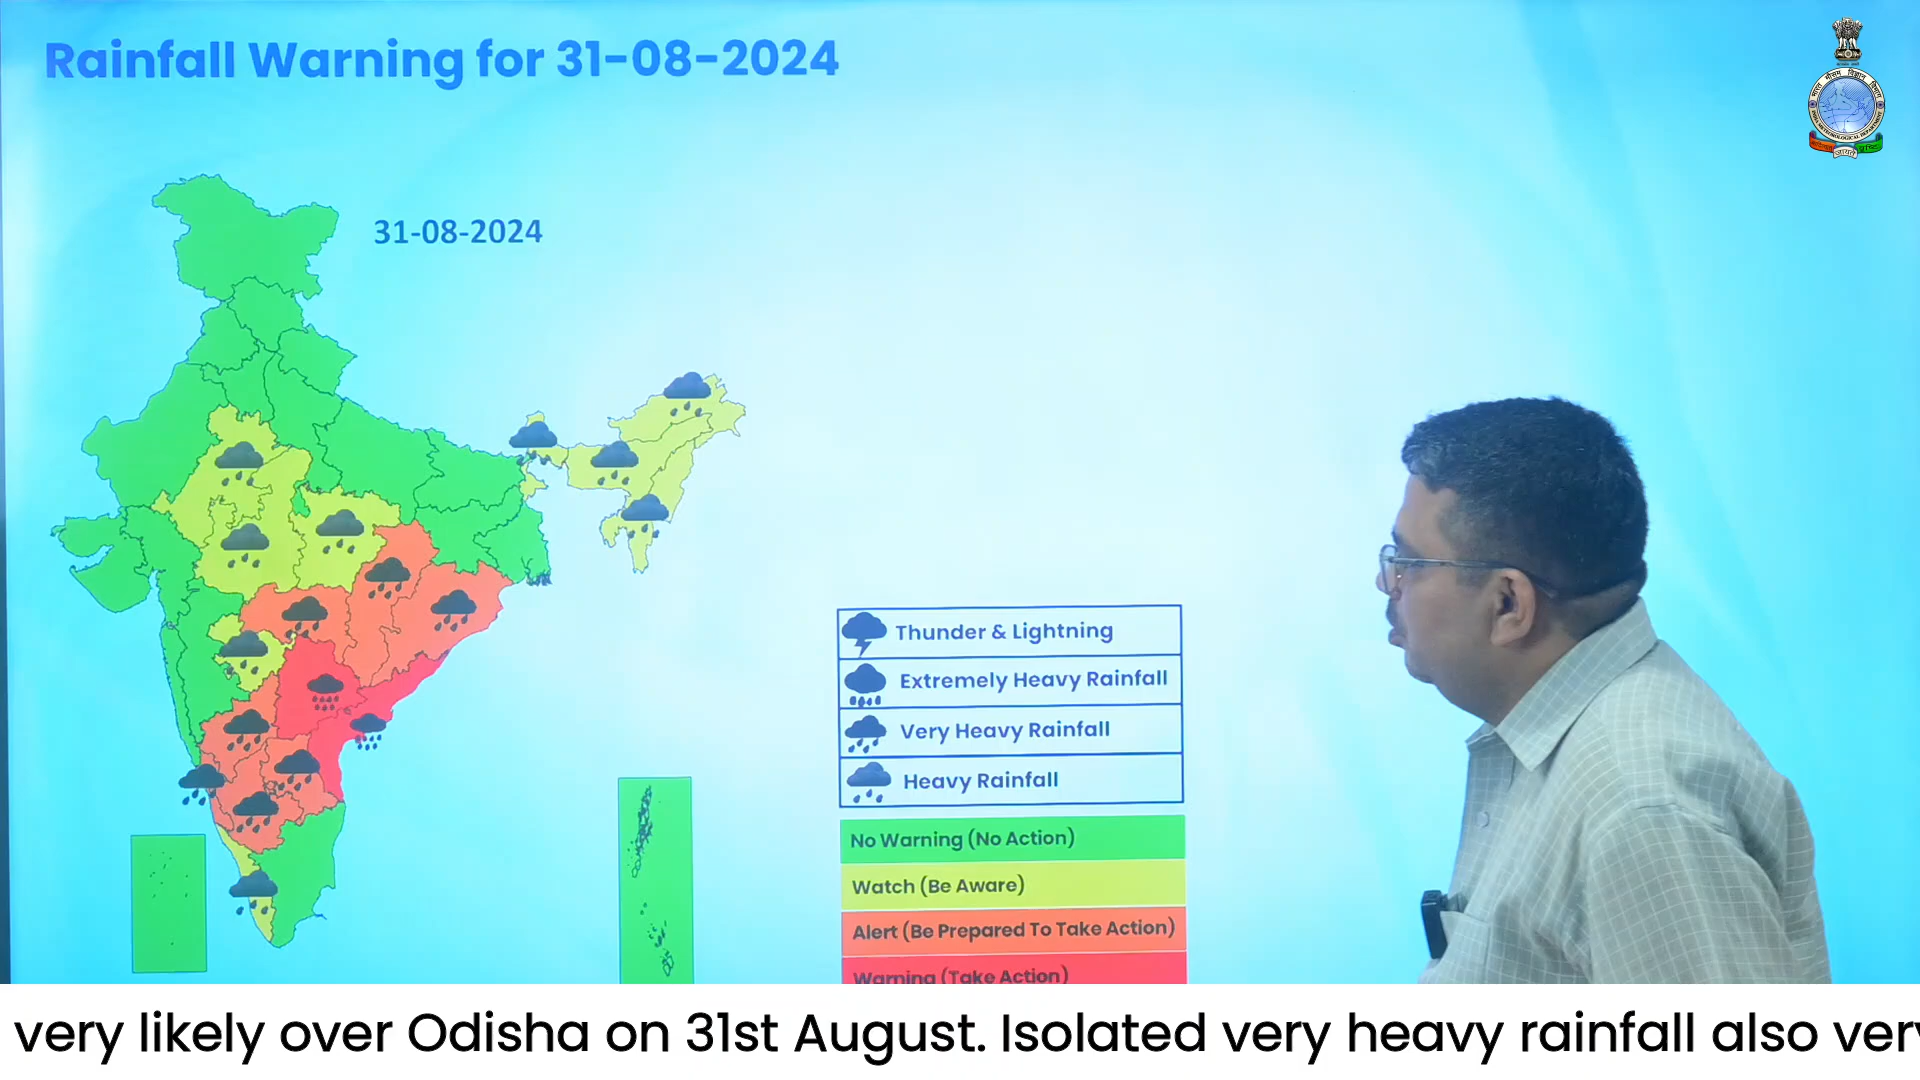 Rainfall Warning for 31-08-2024
31-08-2024
Thunder & Lightning
Extremely Heavy Rainfall
Very Heavy Rainfall
Heavy Rainfall
No Warning (No Action)
Watch (Be Aware)
Alert (Be Prepared To Take Action)
Warning (Take Action)
very likely over Odisha on 31st August. Isolated very heavy rainfall also very